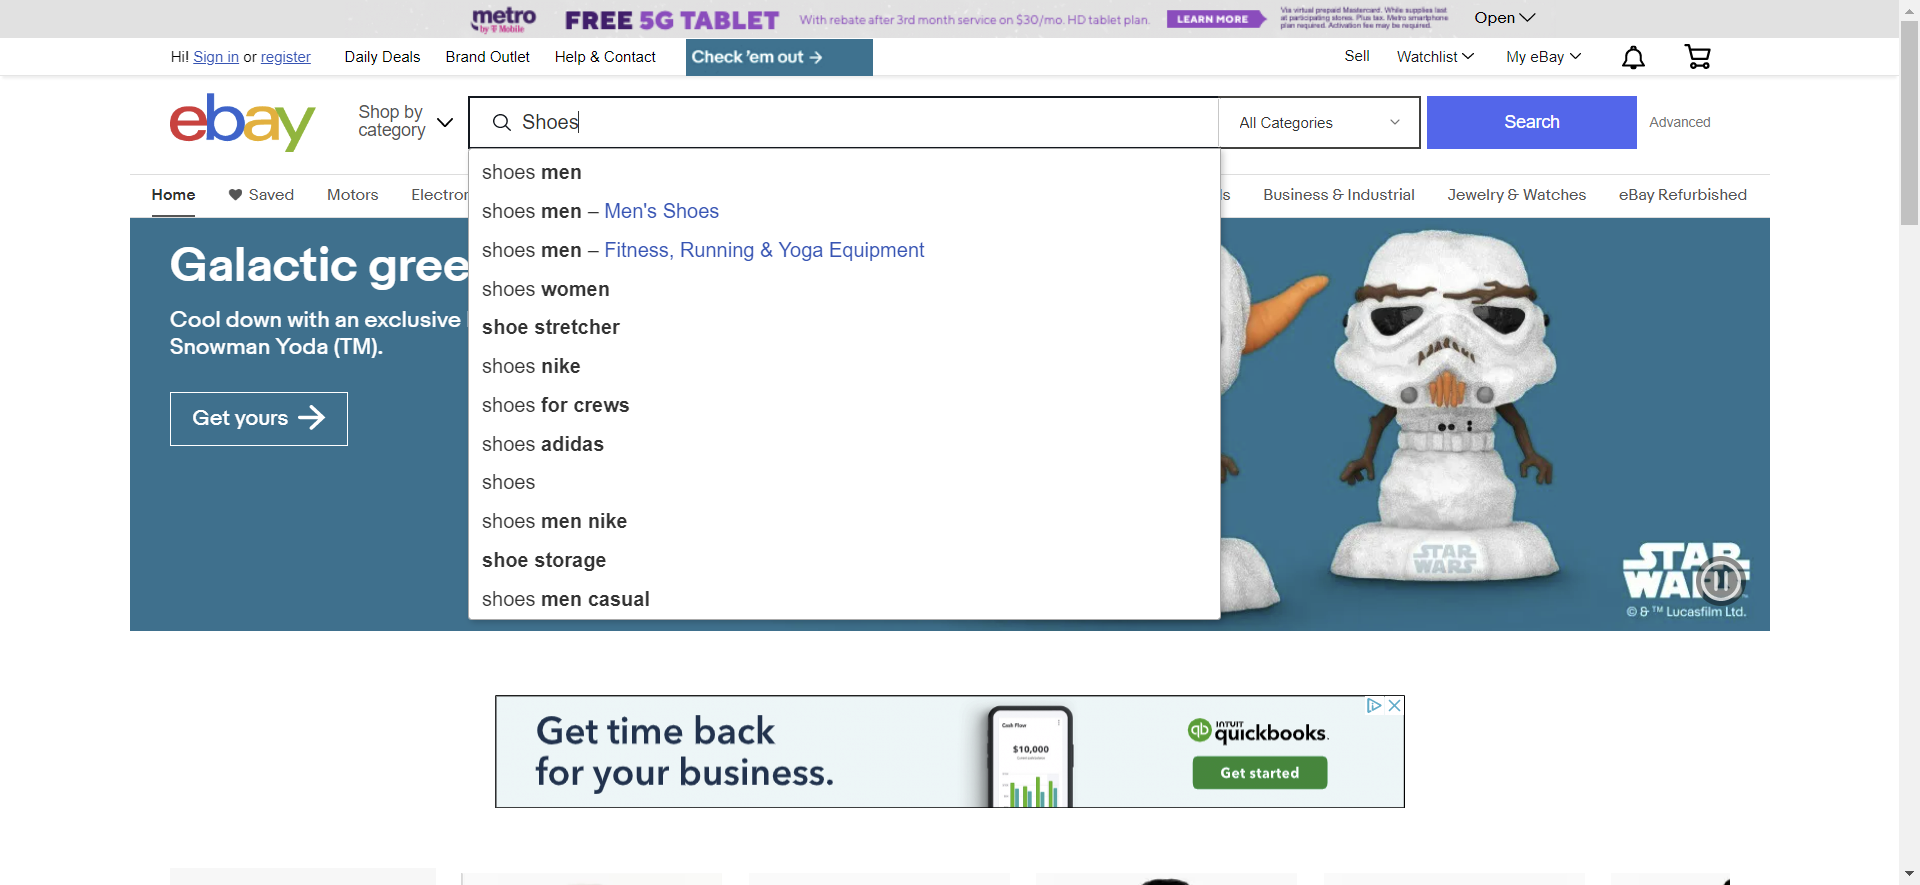 metro
by T Mobile
FREE 5G TABLET
With rebate after 3rd month service on $30/mo. HD tablet plan.
LEARN MORE
Via virtual prepaid Mastercard. While supplies last
at participating stores. Plus tax. Metro smartphone
plan required. Activation fee may be required.
Open
Hi! Sign in or register
Daily Deals
Brand Outlet
Help & Contact
Check 'em out →
Sell
Watchlist
My eBay
ebay
Shop by
category
Shoes
All Categories
Search
Advanced
Home
Saved
Motors
Electror
ls
Business & Industrial
Jewelry & Watches
eBay Refurbished
shoes men
shoes men – Men's Shoes
shoes men – Fitness, Running & Yoga Equipment
shoes women
shoe stretcher
shoes nike
shoes for crews
shoes adidas
shoes
shoes men nike
shoe storage
shoes men casual
Galactic gree
Cool down with an exclusive
Snowman Yoda (TM).
Get yours →
STAR
WARS
STAR
WAR
™
© & ™ Lucasfilm Ltd.
Get time back
for your business.
Cash Flow
$10,000
qb
INTUIT
quickbooks.
Get started